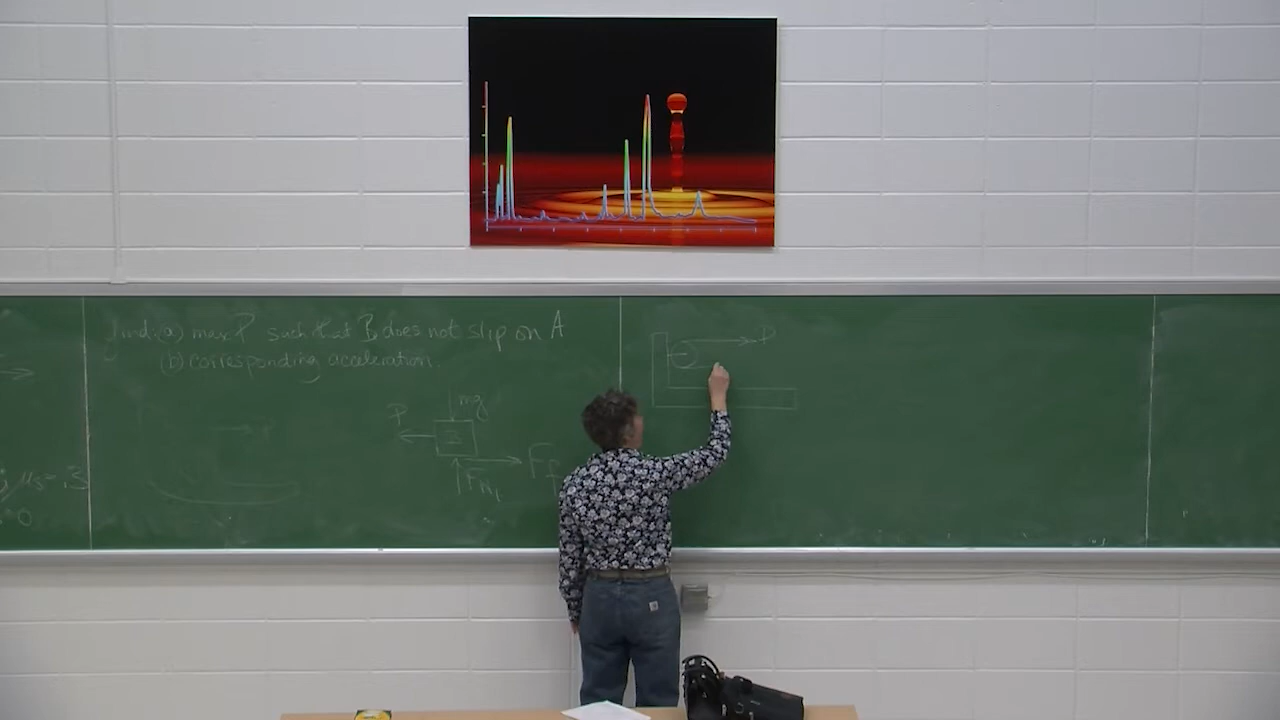 find: (a) max P such that B does not slip on A
(b) corresponding acceleration.
P
mg
P
F_f
F_N1
μs = .3